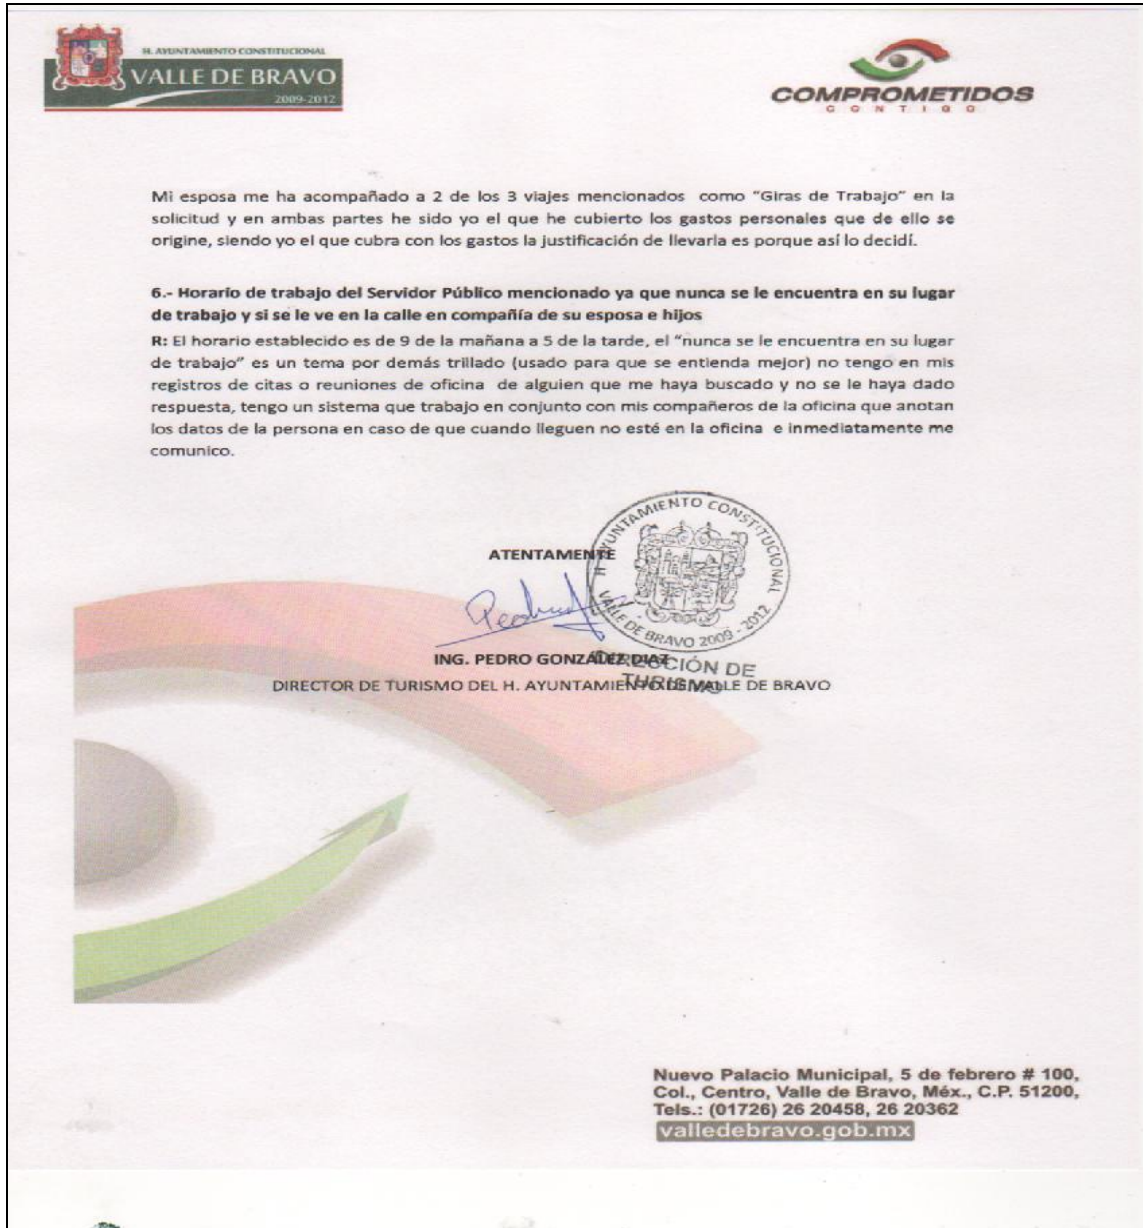 H. AYUNTAMIENTO CONSTITUCIONAL
VALLE DE BRAVO
2009-2012
COMPROMETIDOS
CONTIGO
Mi esposa me ha acompañado a 2 de los 3 viajes mencionados como "Giras de Trabajo" en la
solicitud y en ambas partes he sido yo el que he cubierto los gastos personales que de ello se
origine, siendo yo el que cubra con los gastos la justificación de llevarla es porque así lo decidí.
6.- Horario de trabajo del Servidor Público mencionado ya que nunca se le encuentra en su lugar
de trabajo y si se le ve en la calle en compañía de su esposa e hijos
R: El horario establecido es de 9 de la mañana a 5 de la tarde, el "nunca se le encuentra en su lugar
de trabajo" es un tema por demás trillado (usado para que se entienda mejor) no tengo en mis
registros de citas o reuniones de oficina de alguien que me haya buscado y no se le haya dado
respuesta, tengo un sistema que trabajo en conjunto con mis compañeros de la oficina que anotan
los datos de la persona en caso de que cuando lleguen no esté en la oficina e inmediatamente me
comunico.
H AYUNTAMIENTO CONSTITUCIONAL
VALLE DE BRAVO 2009 - 2012
ATENTAMENTE
ING. PEDRO GONZÁLEZ DIAZ
DIRECCIÓN DE
TURISMO
DIRECTOR DE TURISMO DEL H. AYUNTAMIENTO DE VALLE DE BRAVO
Nuevo Palacio Municipal, 5 de febrero # 100,
Col., Centro, Valle de Bravo, Méx., C.P. 51200,
Tels.: (01726) 26 20458, 26 20362
valledebravo.gob.mx